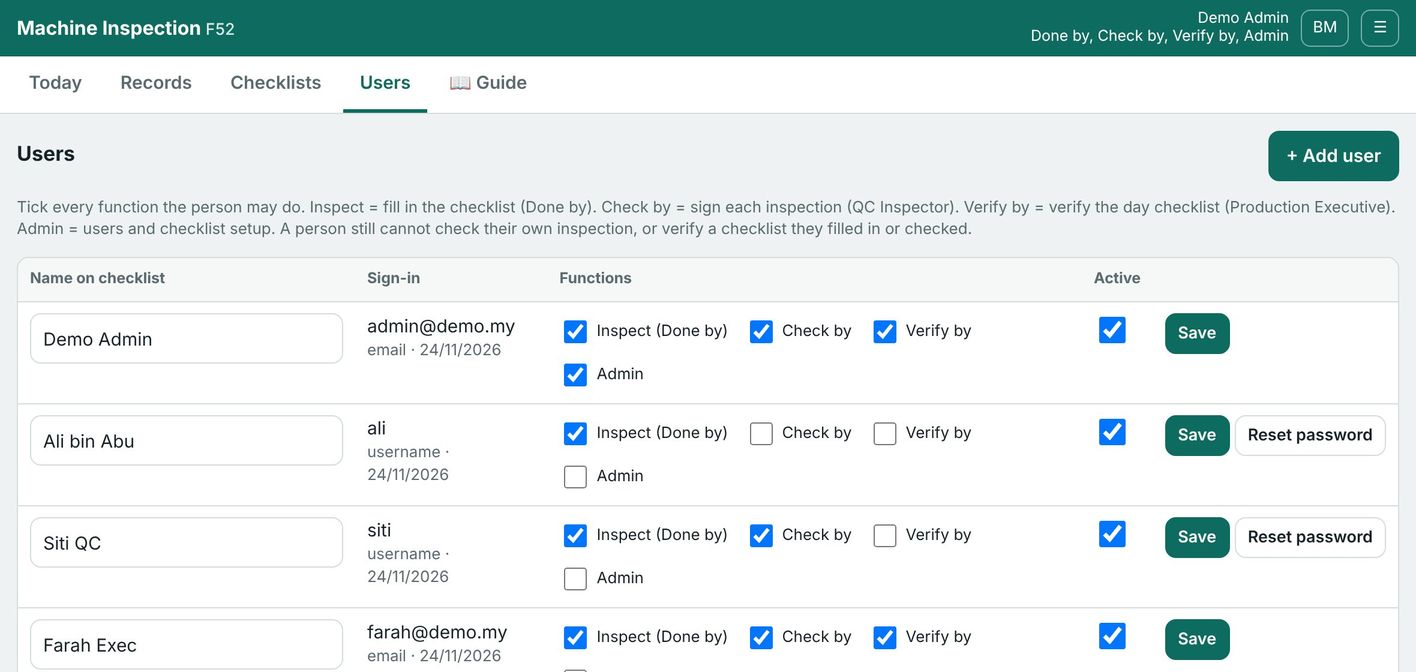 Machine Inspection F52
Demo Admin
Done by, Check by, Verify by, Admin
BM
☰
Today
Records
Checklists
Users
📖 Guide
Users
+ Add user
Tick every function the person may do. Inspect = fill in the checklist (Done by). Check by = sign each inspection (QC Inspector). Verify by = verify the day checklist (Production Executive).
Admin = users and checklist setup. A person still cannot check their own inspection, or verify a checklist they filled in or checked.
Name on checklist
Sign-in
Functions
Active
Demo Admin
admin@demo.my
email · 24/11/2026
Inspect (Done by)
Check by
Verify by
Admin
Save
Ali bin Abu
ali
username ·
24/11/2026
Inspect (Done by)
Check by
Verify by
Admin
Save
Reset password
Siti QC
siti
username ·
24/11/2026
Inspect (Done by)
Check by
Verify by
Admin
Save
Reset password
Farah Exec
farah@demo.my
email · 24/11/2026
Inspect (Done by)
Check by
Verify by
Save